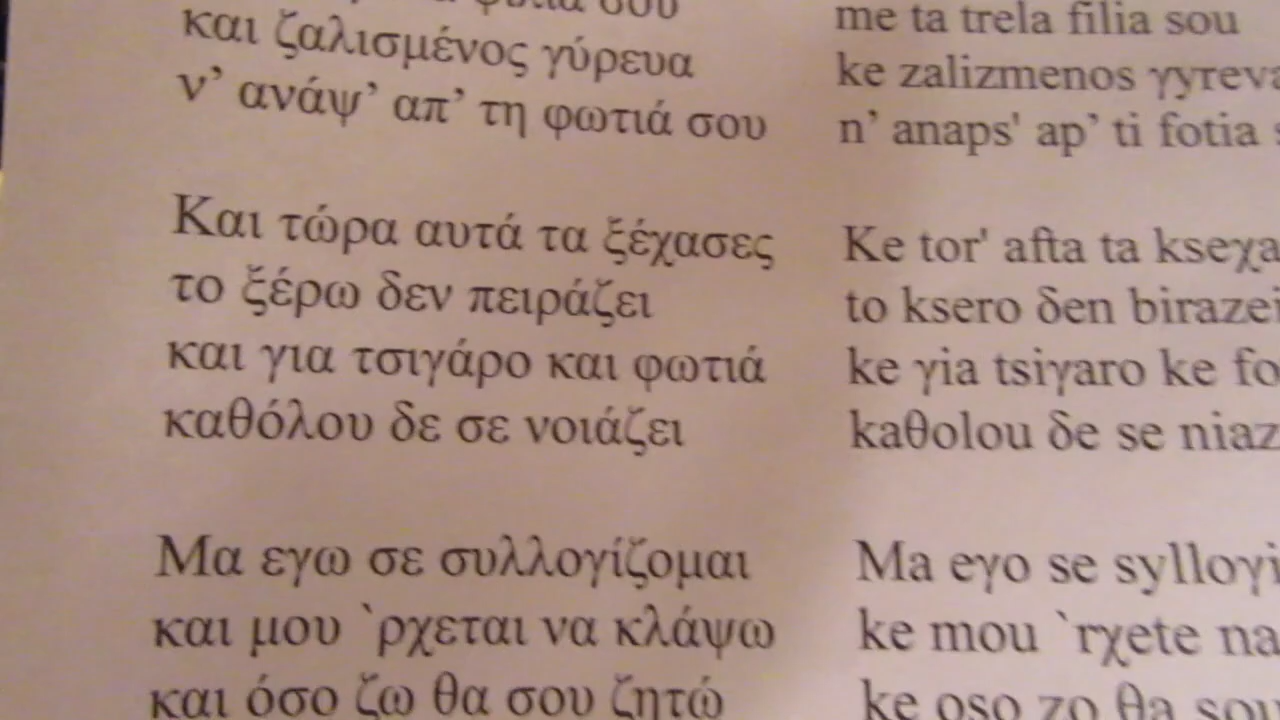 σου
και ζαλισμένος γύρευα
ν’ ανάψ’ απ’ τη φωτιά σου
Και τώρα αυτά τα ξέχασες
το ξέρω δεν πειράζει
και για τσιγάρο και φωτιά
καθόλου δε σε νοιάζει
Μα εγω σε συλλογίζομαι
και μου `ρχεται να κλάψω
και όσο ζω θα σου ζητώ
me ta trela filia sou
ke zalizmenos γyreva
n’ anaps' ap’ ti fotia
Ke tor' afta ta kseχa
to ksero δen birazei
ke γia tsiγaro ke fo
kaθolou δe se niaz
Ma eγo se sylloγi
ke mou `rχete na
ke oso zo θa sou